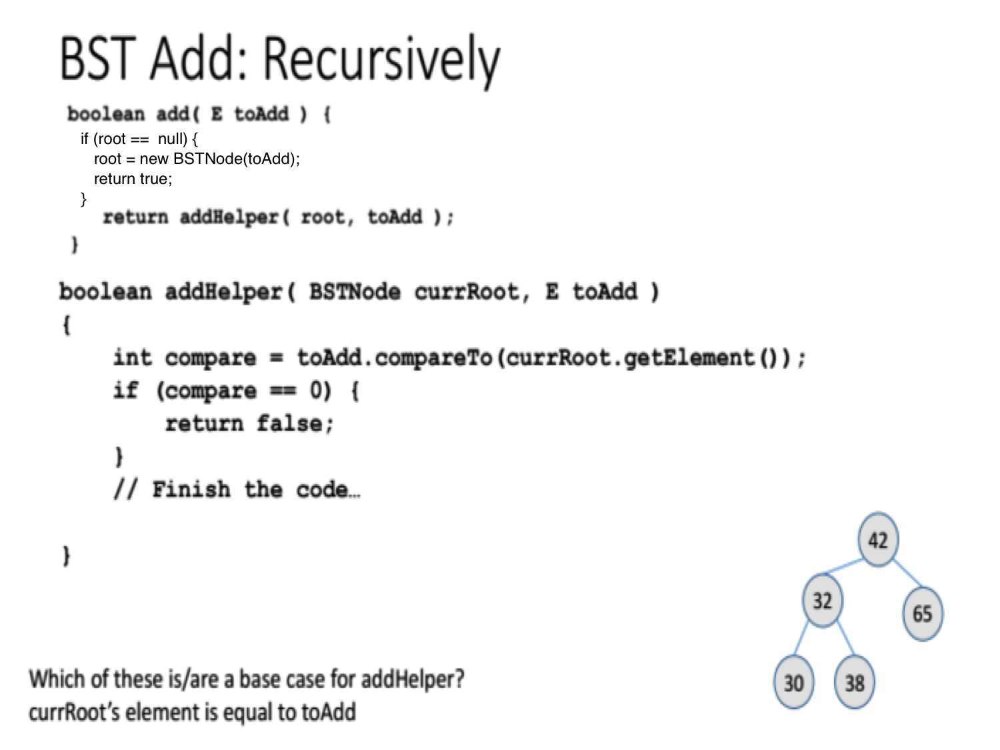 BST Add: Recursively
boolean add( E toAdd ) {
if (root ==  null) {
root = new BSTNode(toAdd);
return true;
}
return addHelper( root, toAdd );
}
boolean addHelper( BSTNode currRoot, E toAdd )
{
int compare = toAdd.compareTo(currRoot.getElement());
if (compare == 0) {
return false;
}
// Finish the code…
}
42
32
65
30 38
Which of these is/are a base case for addHelper?
currRoot’s element is equal to toAdd